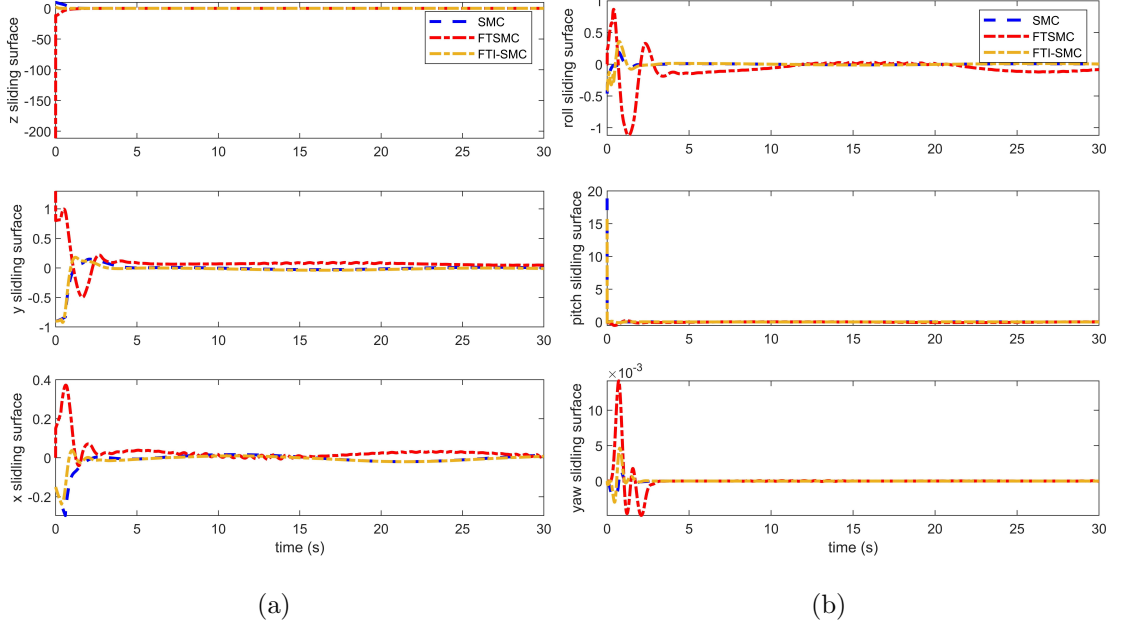 z sliding surface
0
-50
-100
-150
-200
0 5 10 15 20 25 30
SMC
FTSMC
FTI-SMC
y slidling surface
1
0.5
0
-0.5
-1
0 5 10 15 20 25 30
x slidling surface
0.4
0.2
0
-0.2
0 5 10 15 20 25 30
time (s)
(a)
roll sliding surface
1
0.5
0
-0.5
-1
0 5 10 15 20 25 30
SMC
FTSMC
FTI-SMC
pitch slidling surface
20
15
10
5
0
0 5 10 15 20 25 30
yaw slidling surface
×10-3
10
5
0
0 5 10 15 20 25 30
time (s)
(b)